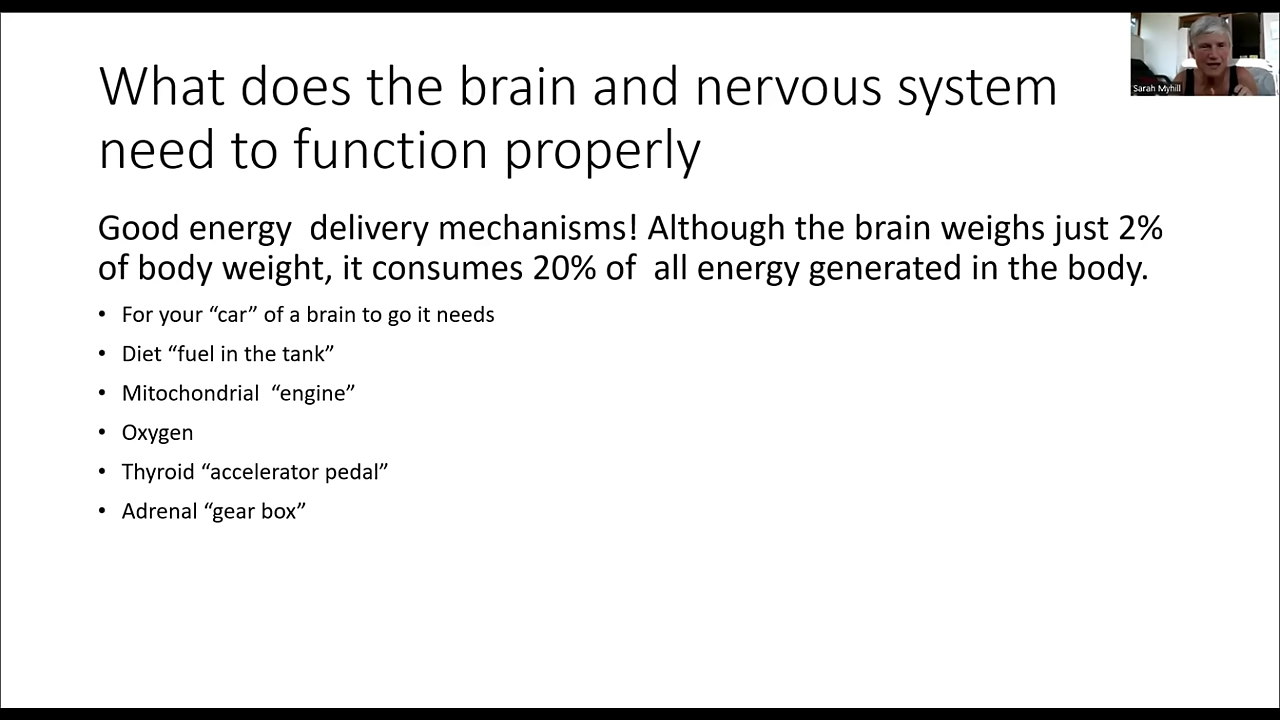 What does the brain and nervous system
need to function properly
Sarah Myhill
Good energy  delivery mechanisms! Although the brain weighs just 2%
of body weight, it consumes 20% of  all energy generated in the body.
• For your “car” of a brain to go it needs
• Diet “fuel in the tank”
• Mitochondrial  “engine”
• Oxygen
• Thyroid “accelerator pedal”
• Adrenal “gear box”